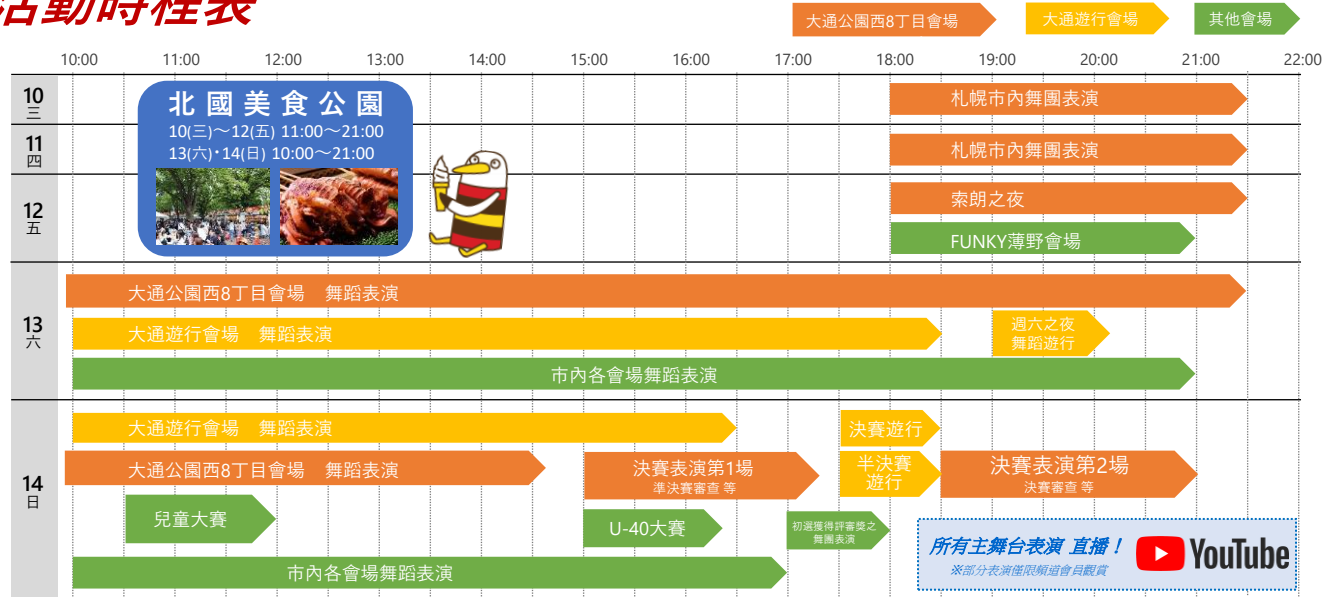 活動時程表
大通公園西8丁目會場
大通遊行會場
其他會場
10:00
11:00
12:00
13:00
14:00
15:00
16:00
17:00
18:00
19:00
20:00
21:00
22:00
北國美食公園
10(三)～12(五) 11:00～21:00
13(六)･14(日) 10:00～21:00
10
三
札幌市內舞團表演
11
四
札幌市內舞團表演
12
五
索朗之夜
FUNKY薄野會場
13
六
大通公園西8丁目會場 舞蹈表演
大通遊行會場 舞蹈表演
週六之夜
舞蹈遊行
市內各會場舞蹈表演
14
日
大通遊行會場 舞蹈表演
決賽遊行
大通公園西8丁目會場 舞蹈表演
決賽表演第1場
準決賽審查 等
半決賽
遊行
決賽表演第2場
決賽審查 等
兒童大賽
U-40大賽
初選獲得評審獎之
舞團表演
市內各會場舞蹈表演
所有主舞台表演 直播！
※部分表演僅限頻道會員觀賞
YouTube